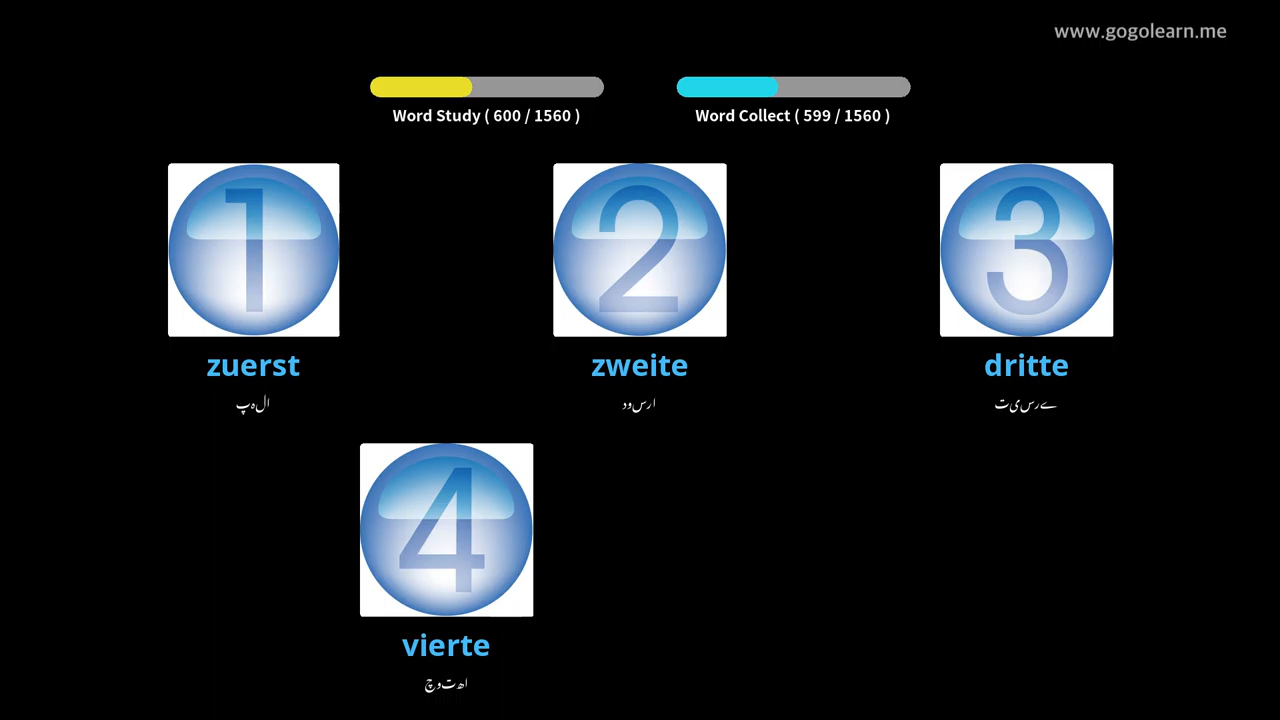 www.gogolearn.me
Word Study ( 600 / 1560 )
Word Collect ( 599 / 1560 )
1
2
3
zuerst
zweite
dritte
الہپ
ارسود
ےرسیت
4
vierte
اھتوچ